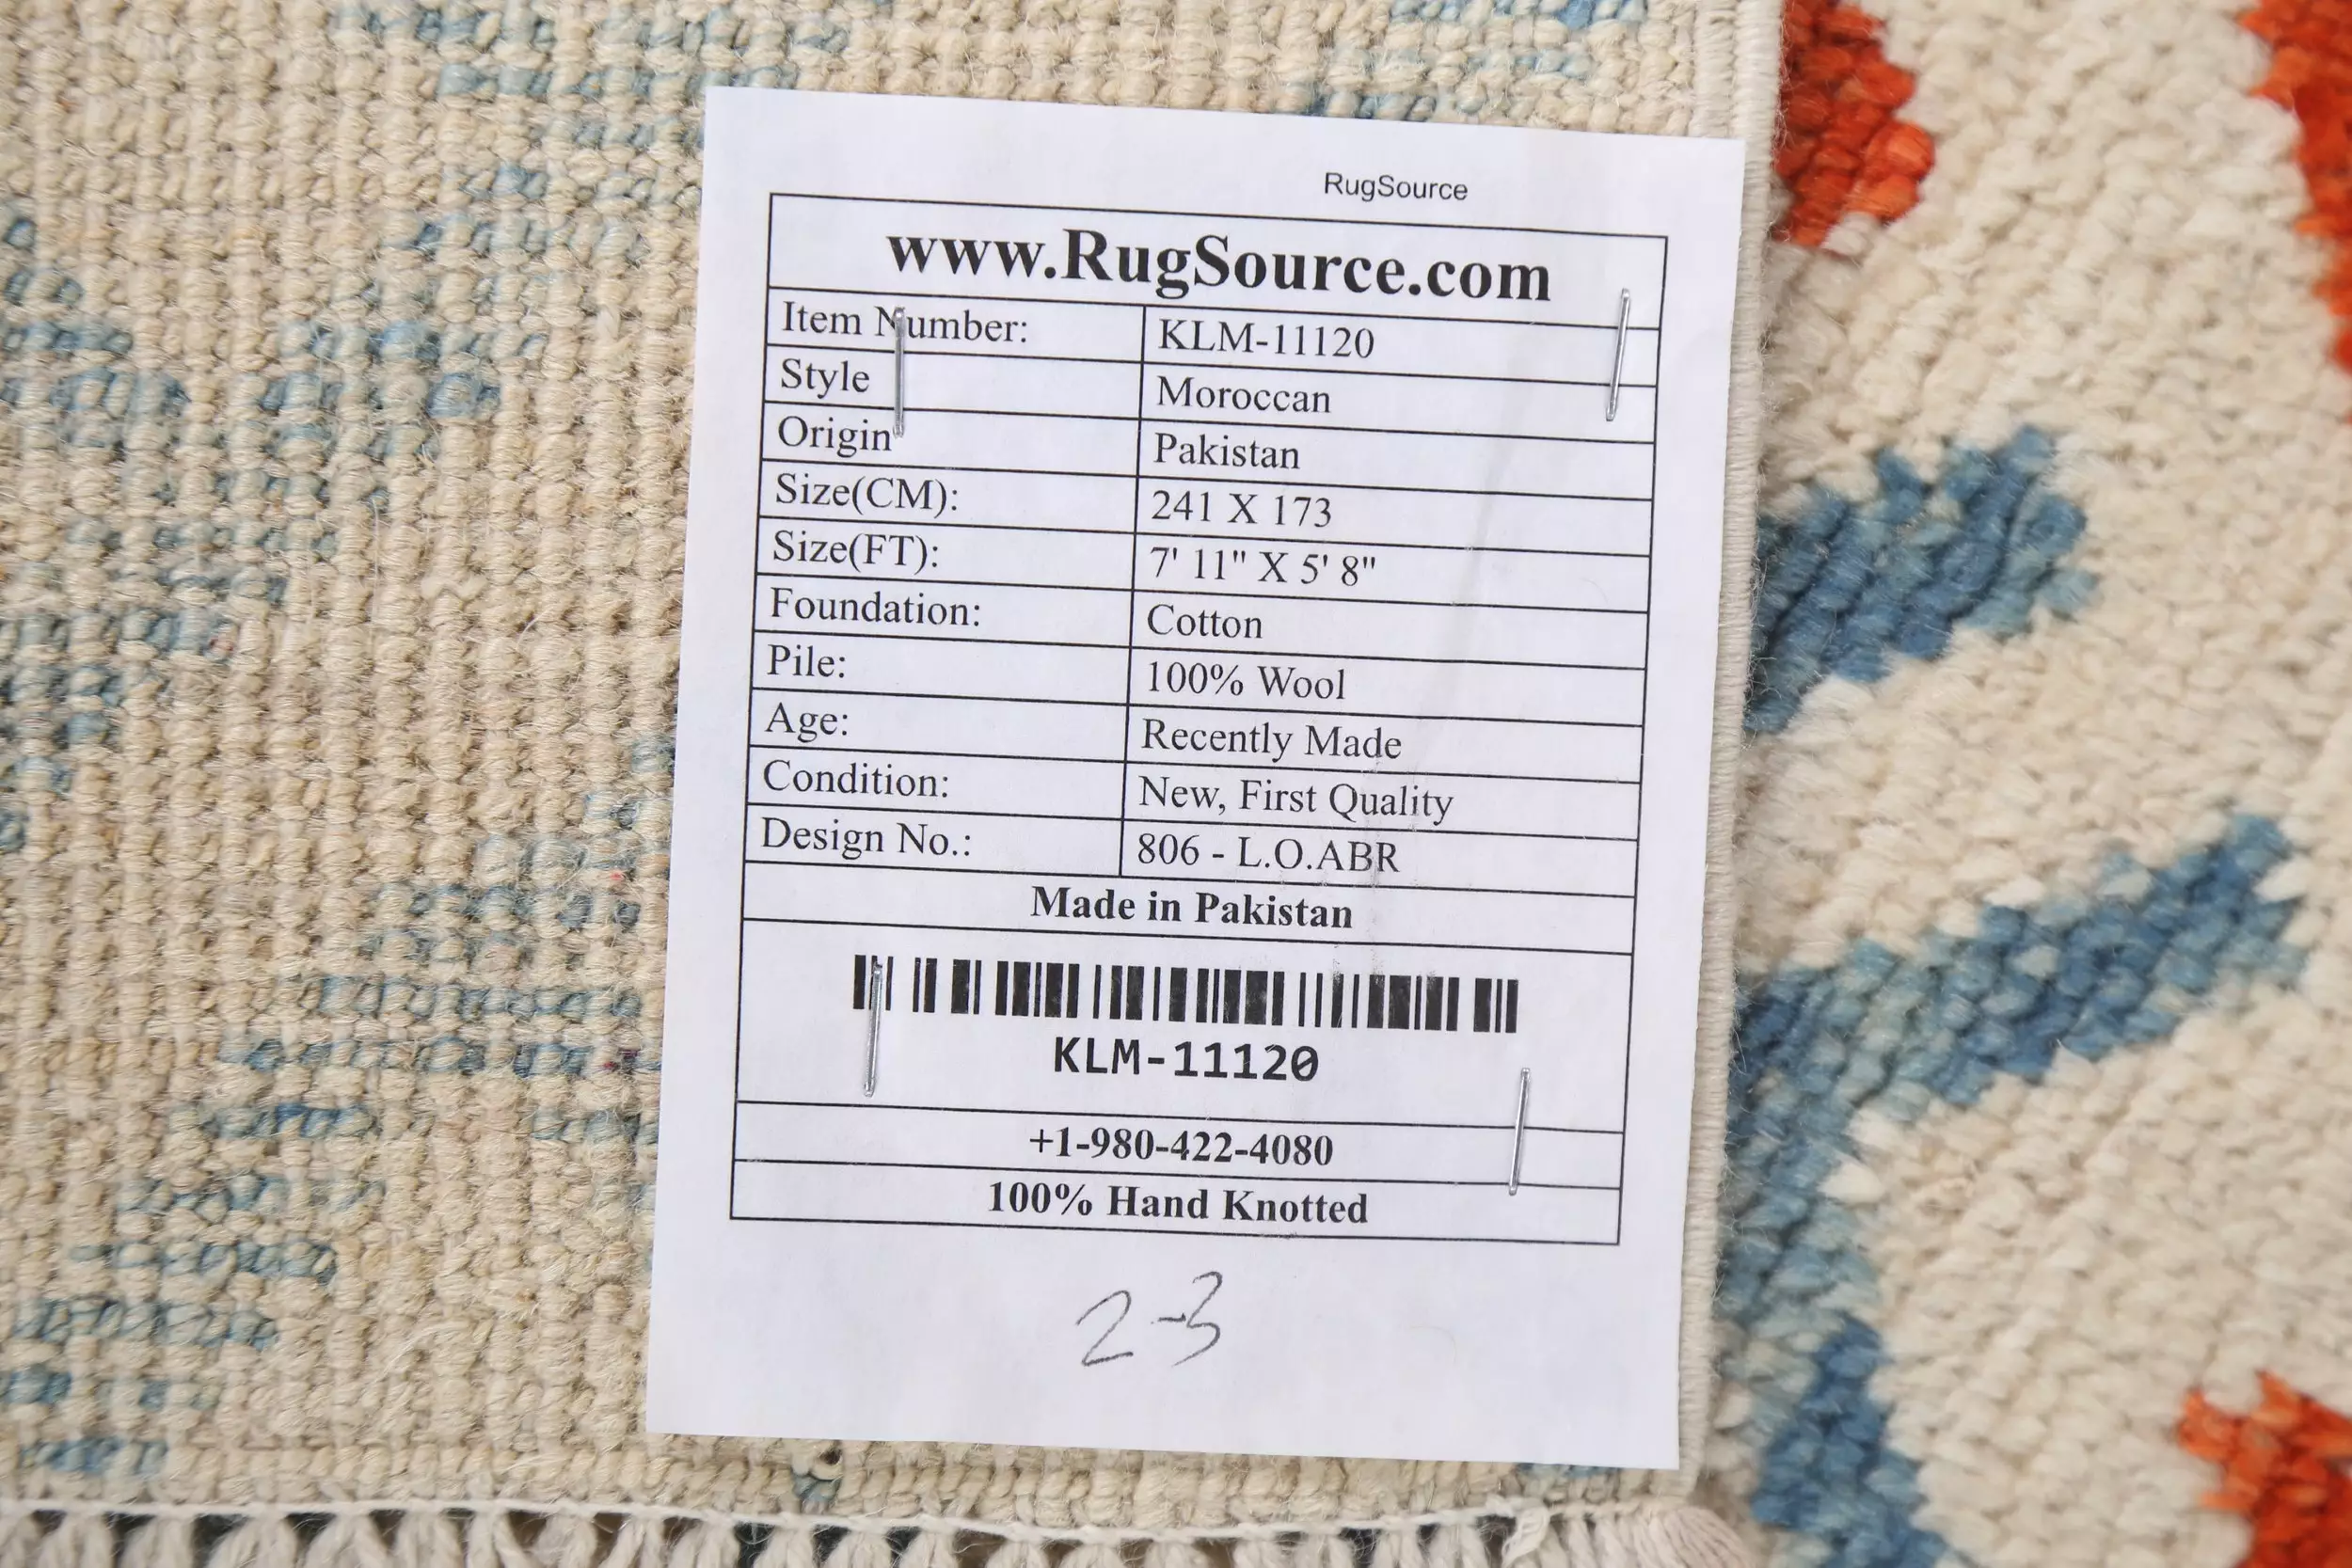 RugSource
www.RugSource.com
Item Number: KLM-11120
Style Moroccan
Origin Pakistan
Size(CM): 241 X 173
Size(FT): 7' 11" X 5' 8"
Foundation: Cotton
Pile: 100% Wool
Age: Recently Made
Condition: New, First Quality
Design No.: 806 - L.O.ABR
Made in Pakistan
KLM-11120
+1-980-422-4080
100% Hand Knotted
2-3